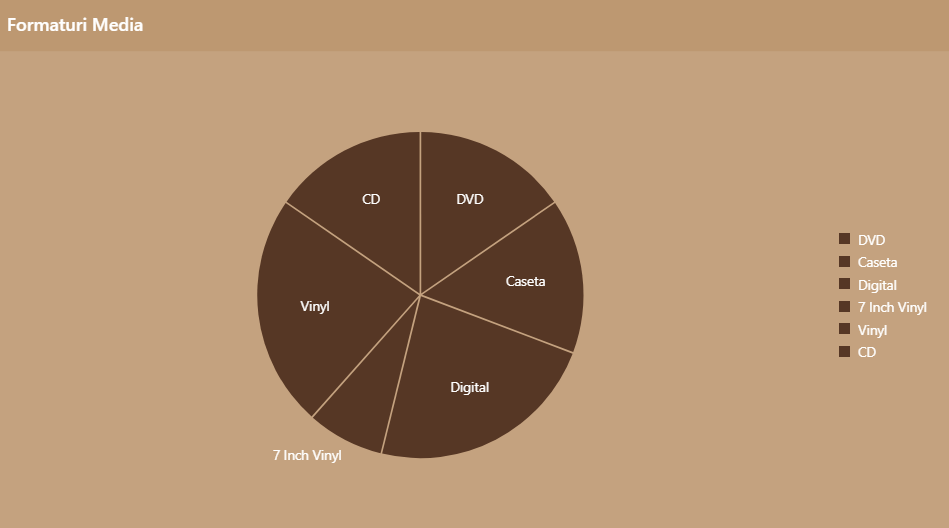 Formaturi Media
CD
DVD
Caseta
Vinyl
Digital
7 Inch Vinyl
DVD
Caseta
Digital
7 Inch Vinyl
Vinyl
CD